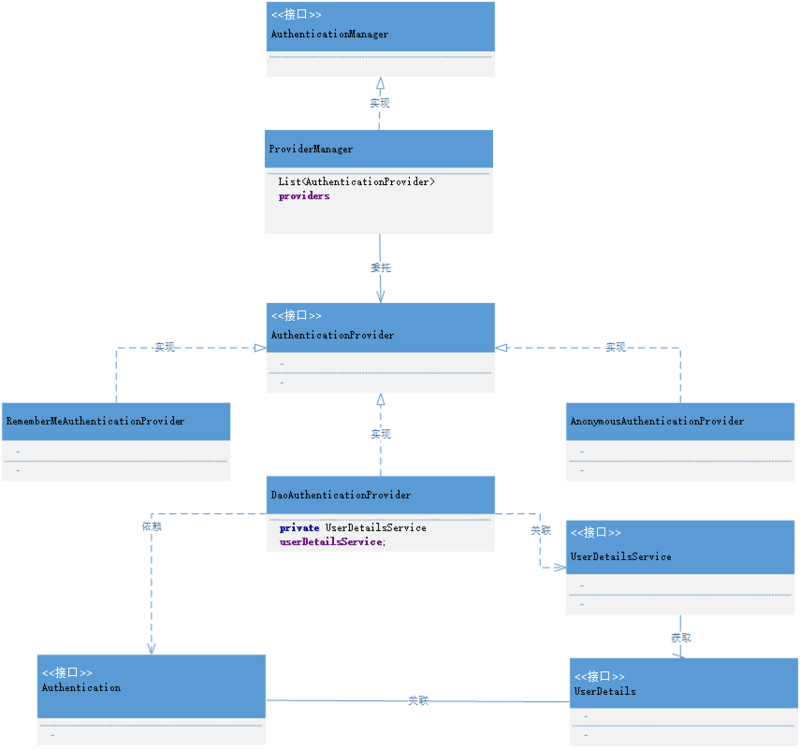 <<接口>>
AuthenticationManager
实现
ProviderManager
List<AuthenticationProvider>
providers
委托
<<接口>>
AuthenticationProvider
-
-
实现
实现
RememberMeAuthenticationProvider
-
-
AnonymousAuthenticationProvider
-
-
实现
DaoAuthenticationProvider
private UserDetailsService
userDetailsService;
依赖
关联
<<接口>>
UserDetailsService
-
-
获取
<<接口>>
Authentication
-
关联
<<接口>>
UserDetails
-
-